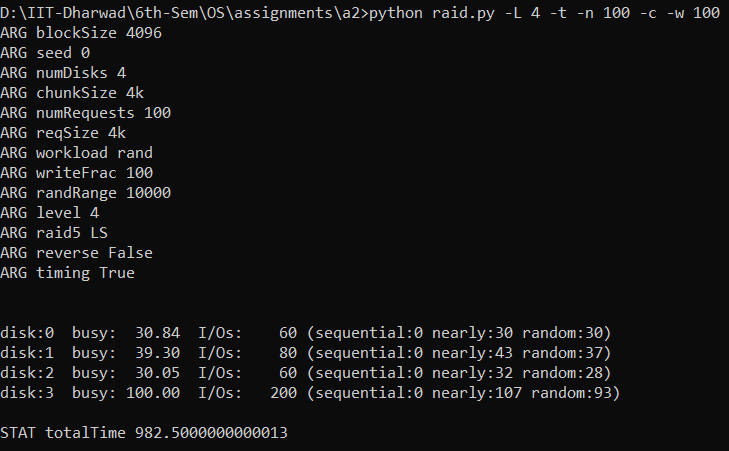 D:\IIT-Dharwad\6th-Sem\OS\assignments\a2>python raid.py -L 4 -t -n 100 -c -w 100
ARG blockSize 4096
ARG seed 0
ARG numDisks 4
ARG chunkSize 4k
ARG numRequests 100
ARG reqSize 4k
ARG workload rand
ARG writeFrac 100
ARG randRange 10000
ARG level 4
ARG raid5 LS
ARG reverse False
ARG timing True
disk:0  busy:  30.84  I/Os:    60 (sequential:0 nearly:30 random:30)
disk:1  busy:  39.30  I/Os:    80 (sequential:0 nearly:43 random:37)
disk:2  busy:  30.05  I/Os:    60 (sequential:0 nearly:32 random:28)
disk:3  busy: 100.00  I/Os:   200 (sequential:0 nearly:107 random:93)
STAT totalTime 982.5000000000013